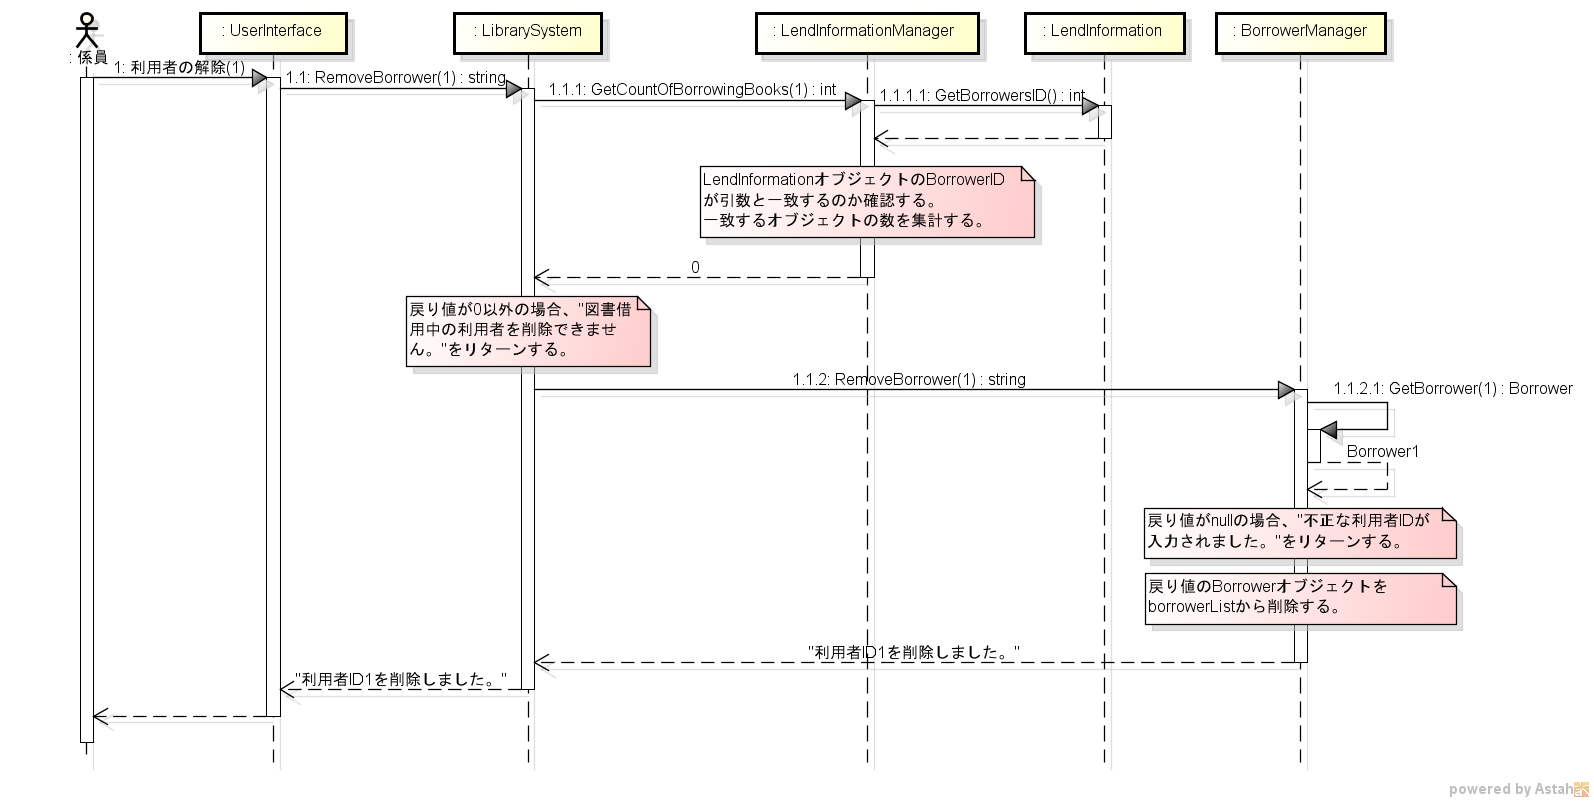 : 係員
: UserInterface
: LibrarySystem
: LendInformationManager
: LendInformation
: BorrowerManager
1: 利用者の解除(1)
1.1: RemoveBorrower(1) : string
1.1.1: GetCountOfBorrowingBooks(1) : int
1.1.1.1: GetBorrowersID() : int
LendInformationオブジェクトのBorrowerID
が引数と一致するのか確認する。
一致するオブジェクトの数を集計する。
0
戻り値が0以外の場合、"図書借
用中の利用者を削除できませ
ん。"をリターンする。
1.1.2: RemoveBorrower(1) : string
1.1.2.1: GetBorrower(1) : Borrower
Borrower1
戻り値がnullの場合、"不正な利用者IDが
入力されました。"をリターンする。
戻り値のBorrowerオブジェクトを
borrowerListから削除する。
"利用者ID1を削除しました。"
"利用者ID1を削除しました。"
powered by Astah